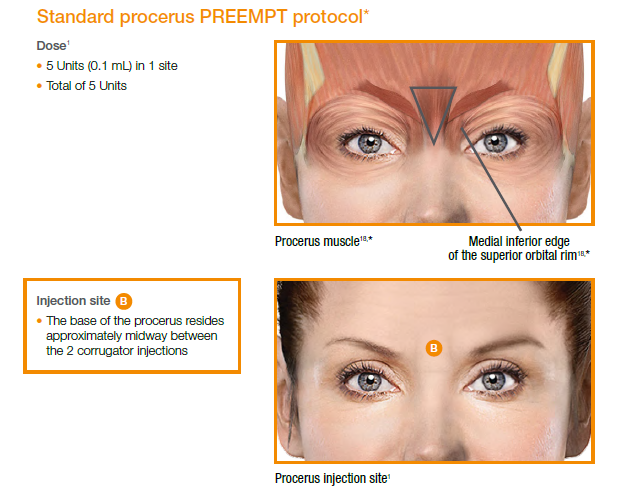 Standard procerus PREEMPT protocol*
Dose¹
• 5 Units (0.1 mL) in 1 site
• Total of 5 Units
Procerus muscle¹⁸,*
Medial inferior edge
of the superior orbital rim¹⁸,*
Injection site B
• The base of the procerus resides
approximately midway between
the 2 corrugator injections
B
Procerus injection site¹